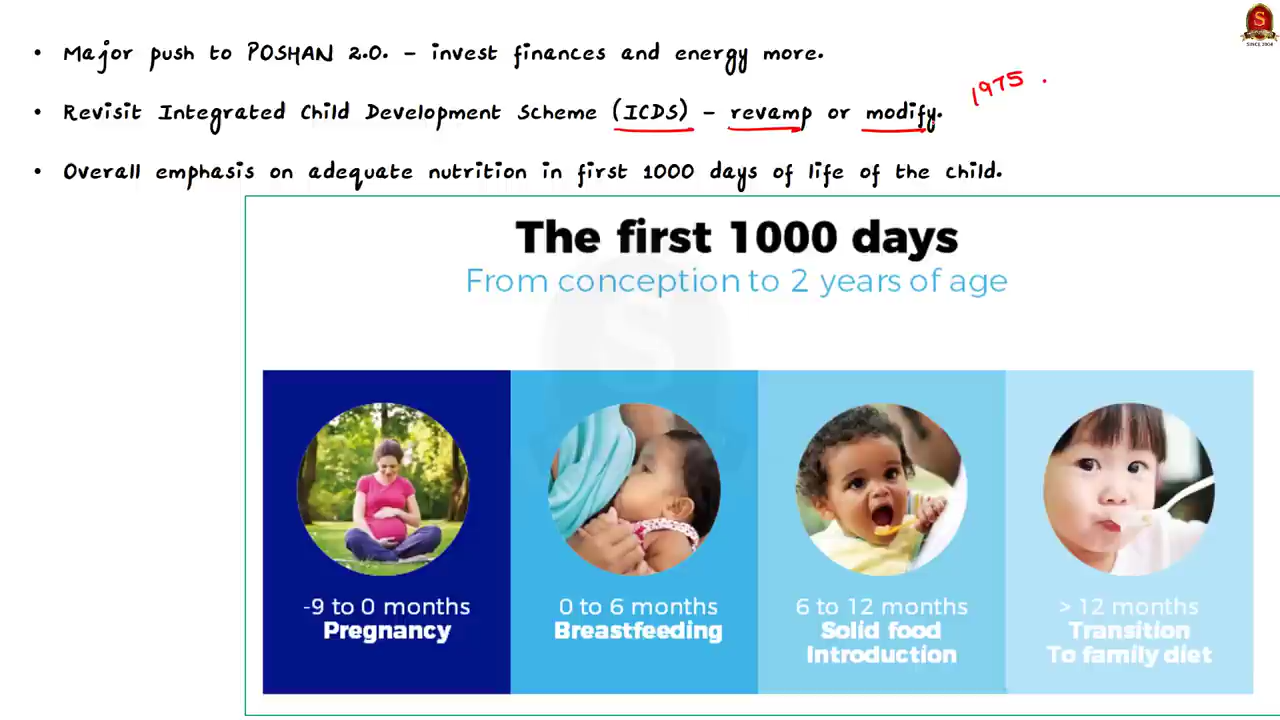 • Major push to POSHAN 2.0. - invest finances and energy more.
1975.
• Revisit Integrated Child Development Scheme (ICDS) - revamp or modify.
• Overall emphasis on adequate nutrition in first 1000 days of life of the child.
The first 1000 days
From conception to 2 years of age
-9 to 0 months
Pregnancy
0 to 6 months
Breastfeeding
6 to 12 months
Solid food
Introduction
> 12 months
Transition
To family diet
S
SINCE 2004